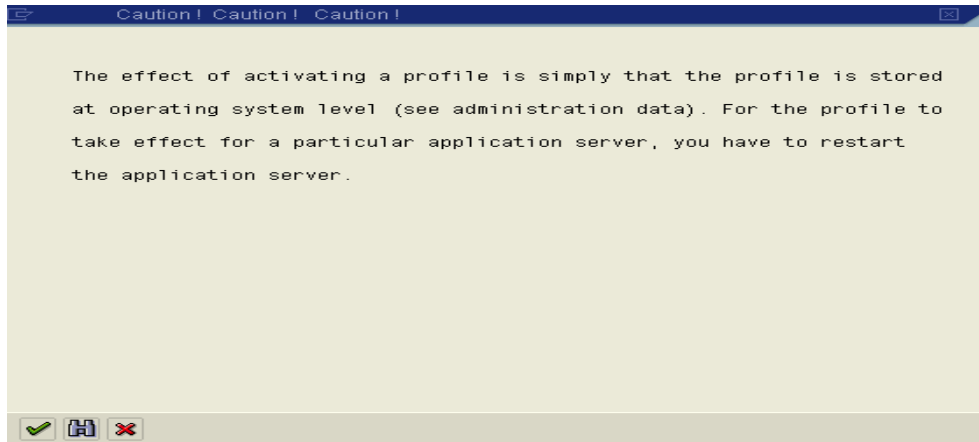 Caution! Caution! Caution!
The effect of activating a profile is simply that the profile is stored
at operating system level (see administration data). For the profile to
take effect for a particular application server, you have to restart
the application server.